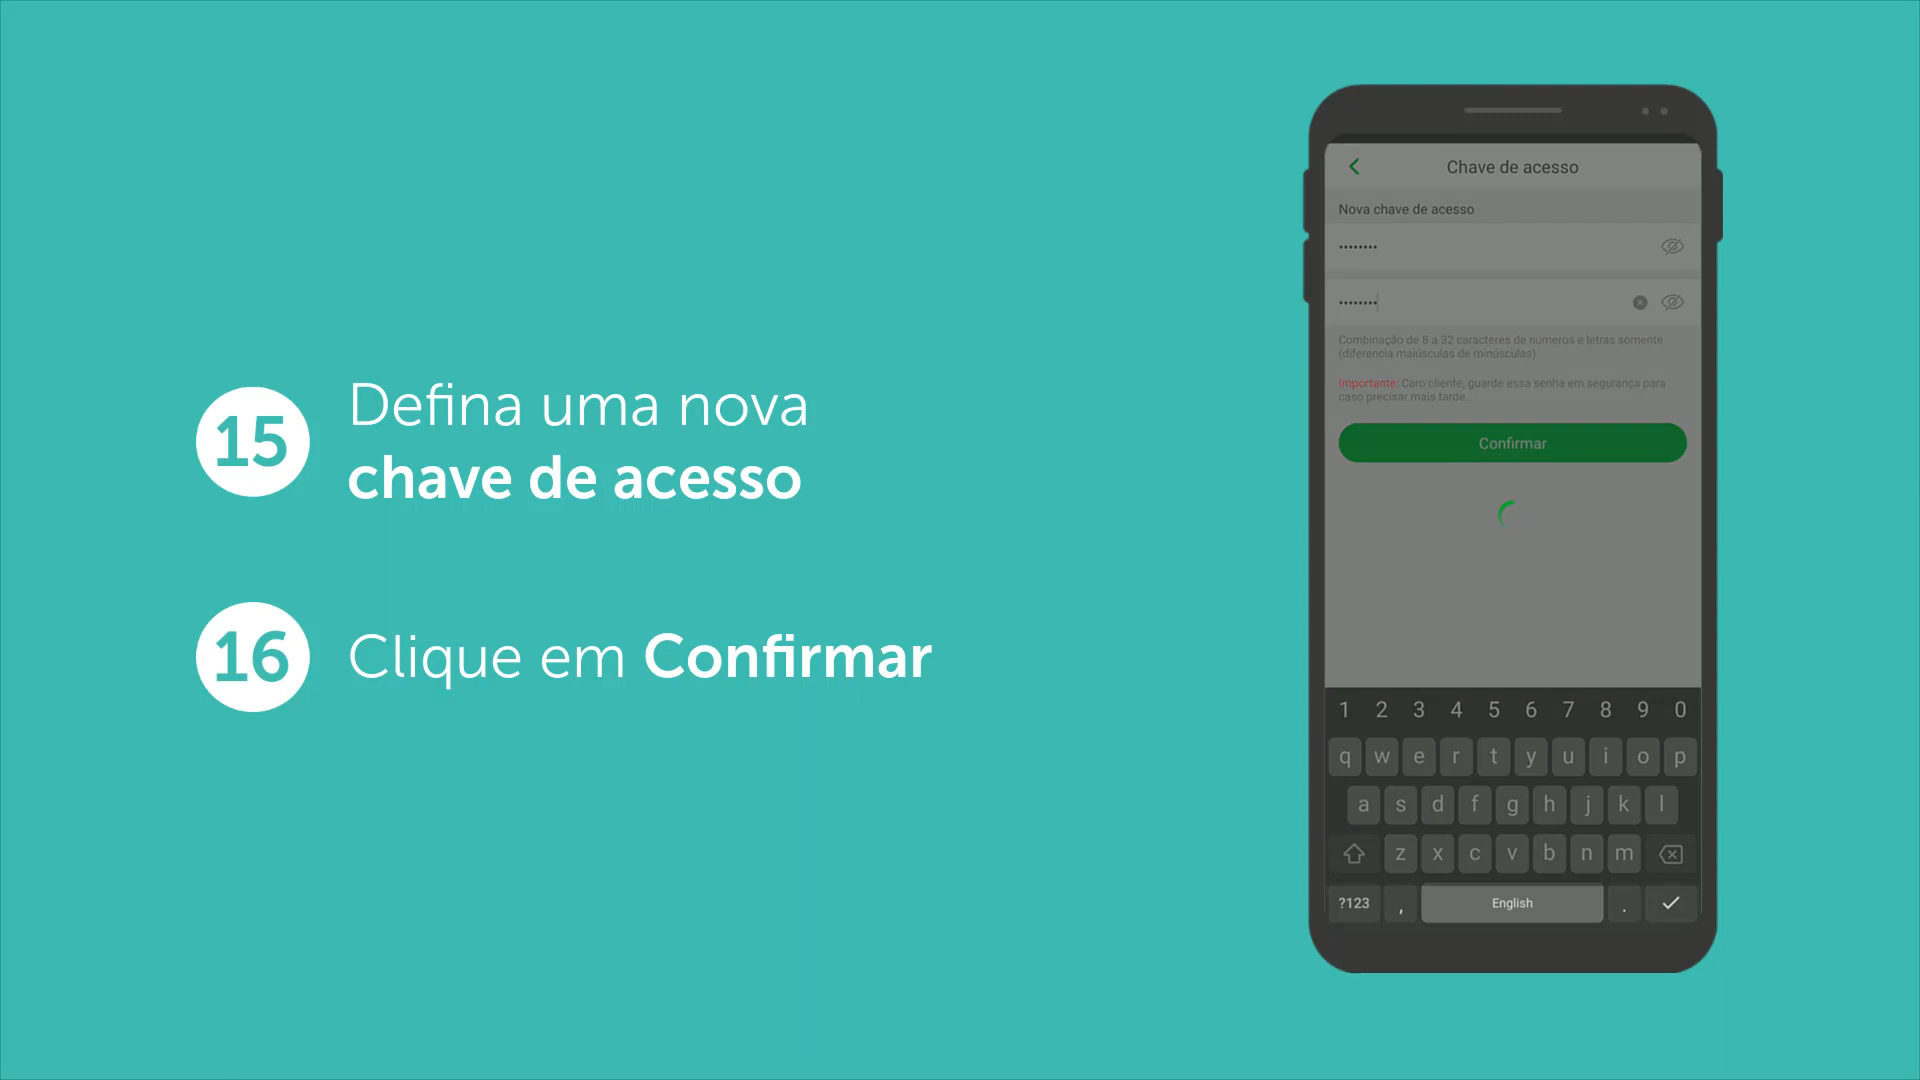 15
Defina uma nova
chave de acesso
16
Clique em Confirmar
Chave de acesso
Nova chave de acesso
••••••••
••••••••
Combinação de 8 a 32 caracteres de números e letras somente
(diferencia maiúsculas de minúsculas)
Importante: Caro cliente, guarde essa senha em segurança para
caso precisar mais tarde.
Confirmar
1 2 3 4 5 6 7 8 9 0
q w e r t y u i o p
a s d f g h j k l
z x c v b n m
?123 , English .